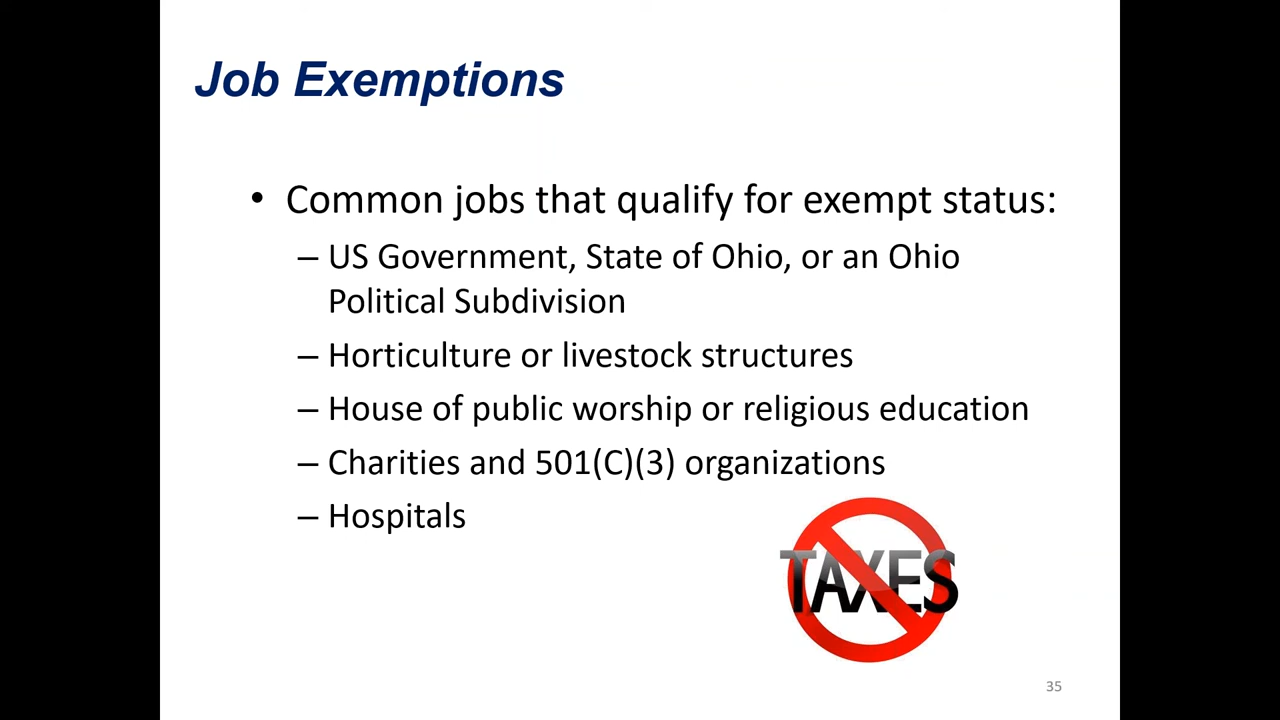 Job Exemptions
• Common jobs that qualify for exempt status:
– US Government, State of Ohio, or an Ohio
Political Subdivision
– Horticulture or livestock structures
– House of public worship or religious education
– Charities and 501(C)(3) organizations
– Hospitals
TAXES
35